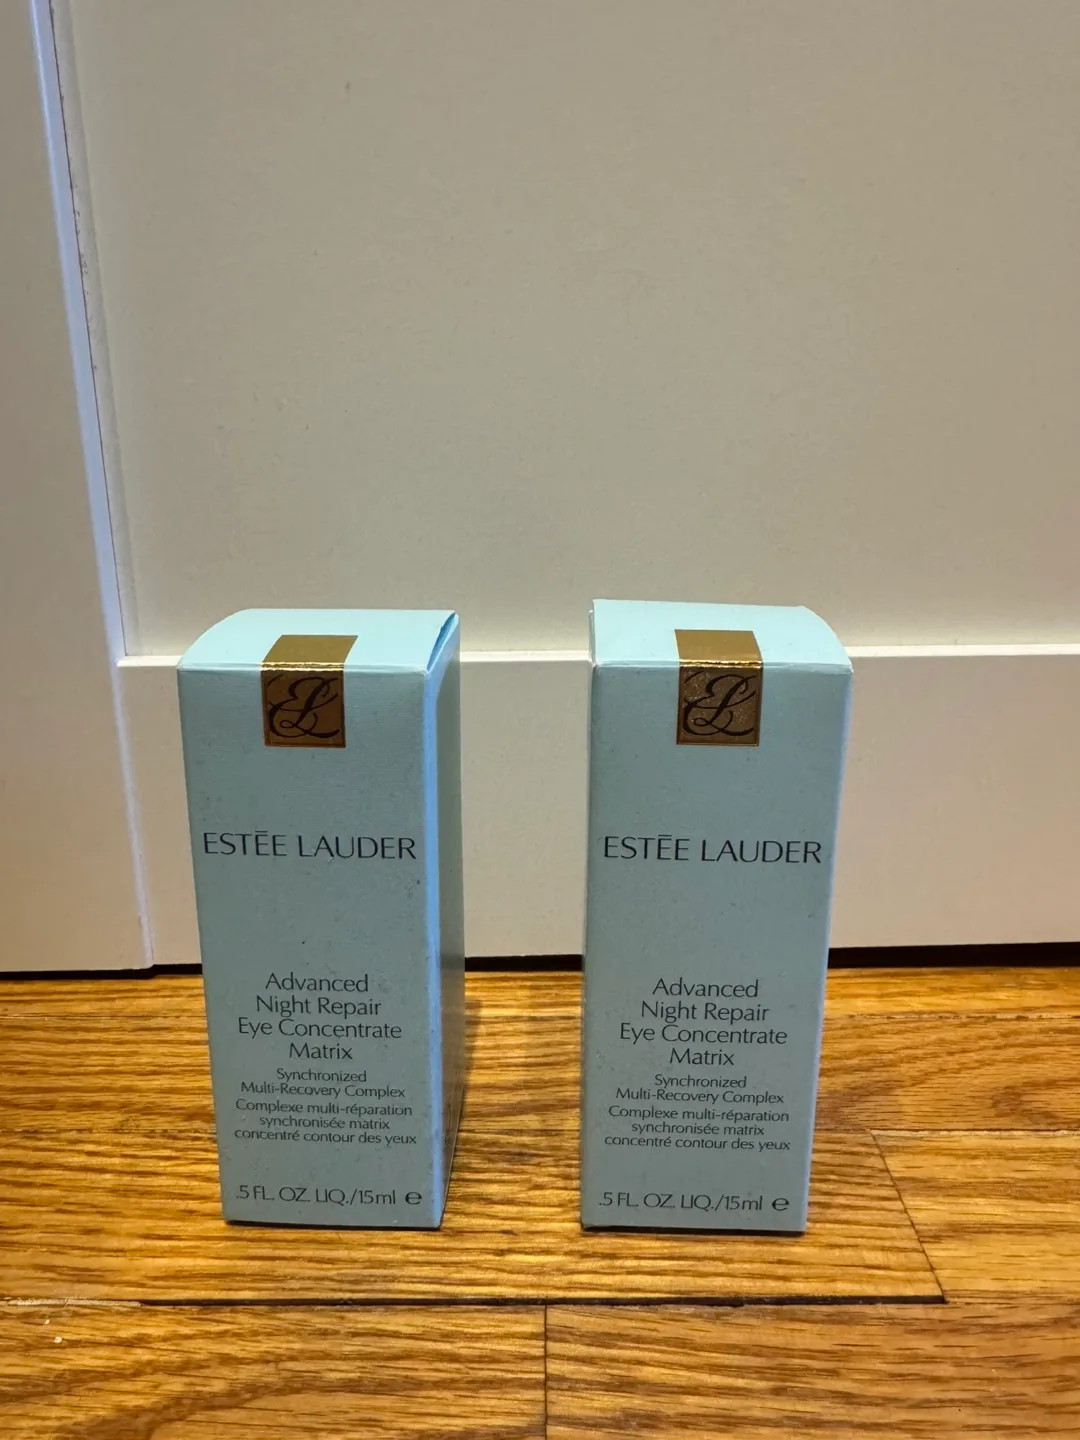 EL
ESTĒE LAUDER
Advanced
Night Repair
Eye Concentrate
Matrix
Synchronized
Multi-Recovery Complex
Complexe multi-réparation
synchronisée matrix
concentré contour des yeux
.5 FL. OZ. LIQ./15ml e
EL
ESTĒE LAUDER
Advanced
Night Repair
Eye Concentrate
Matrix
Synchronized
Multi-Recovery Complex
Complexe multi-réparation
synchronisée matrix
concentré contour des yeux
.5 FL. OZ. LIQ./15ml e